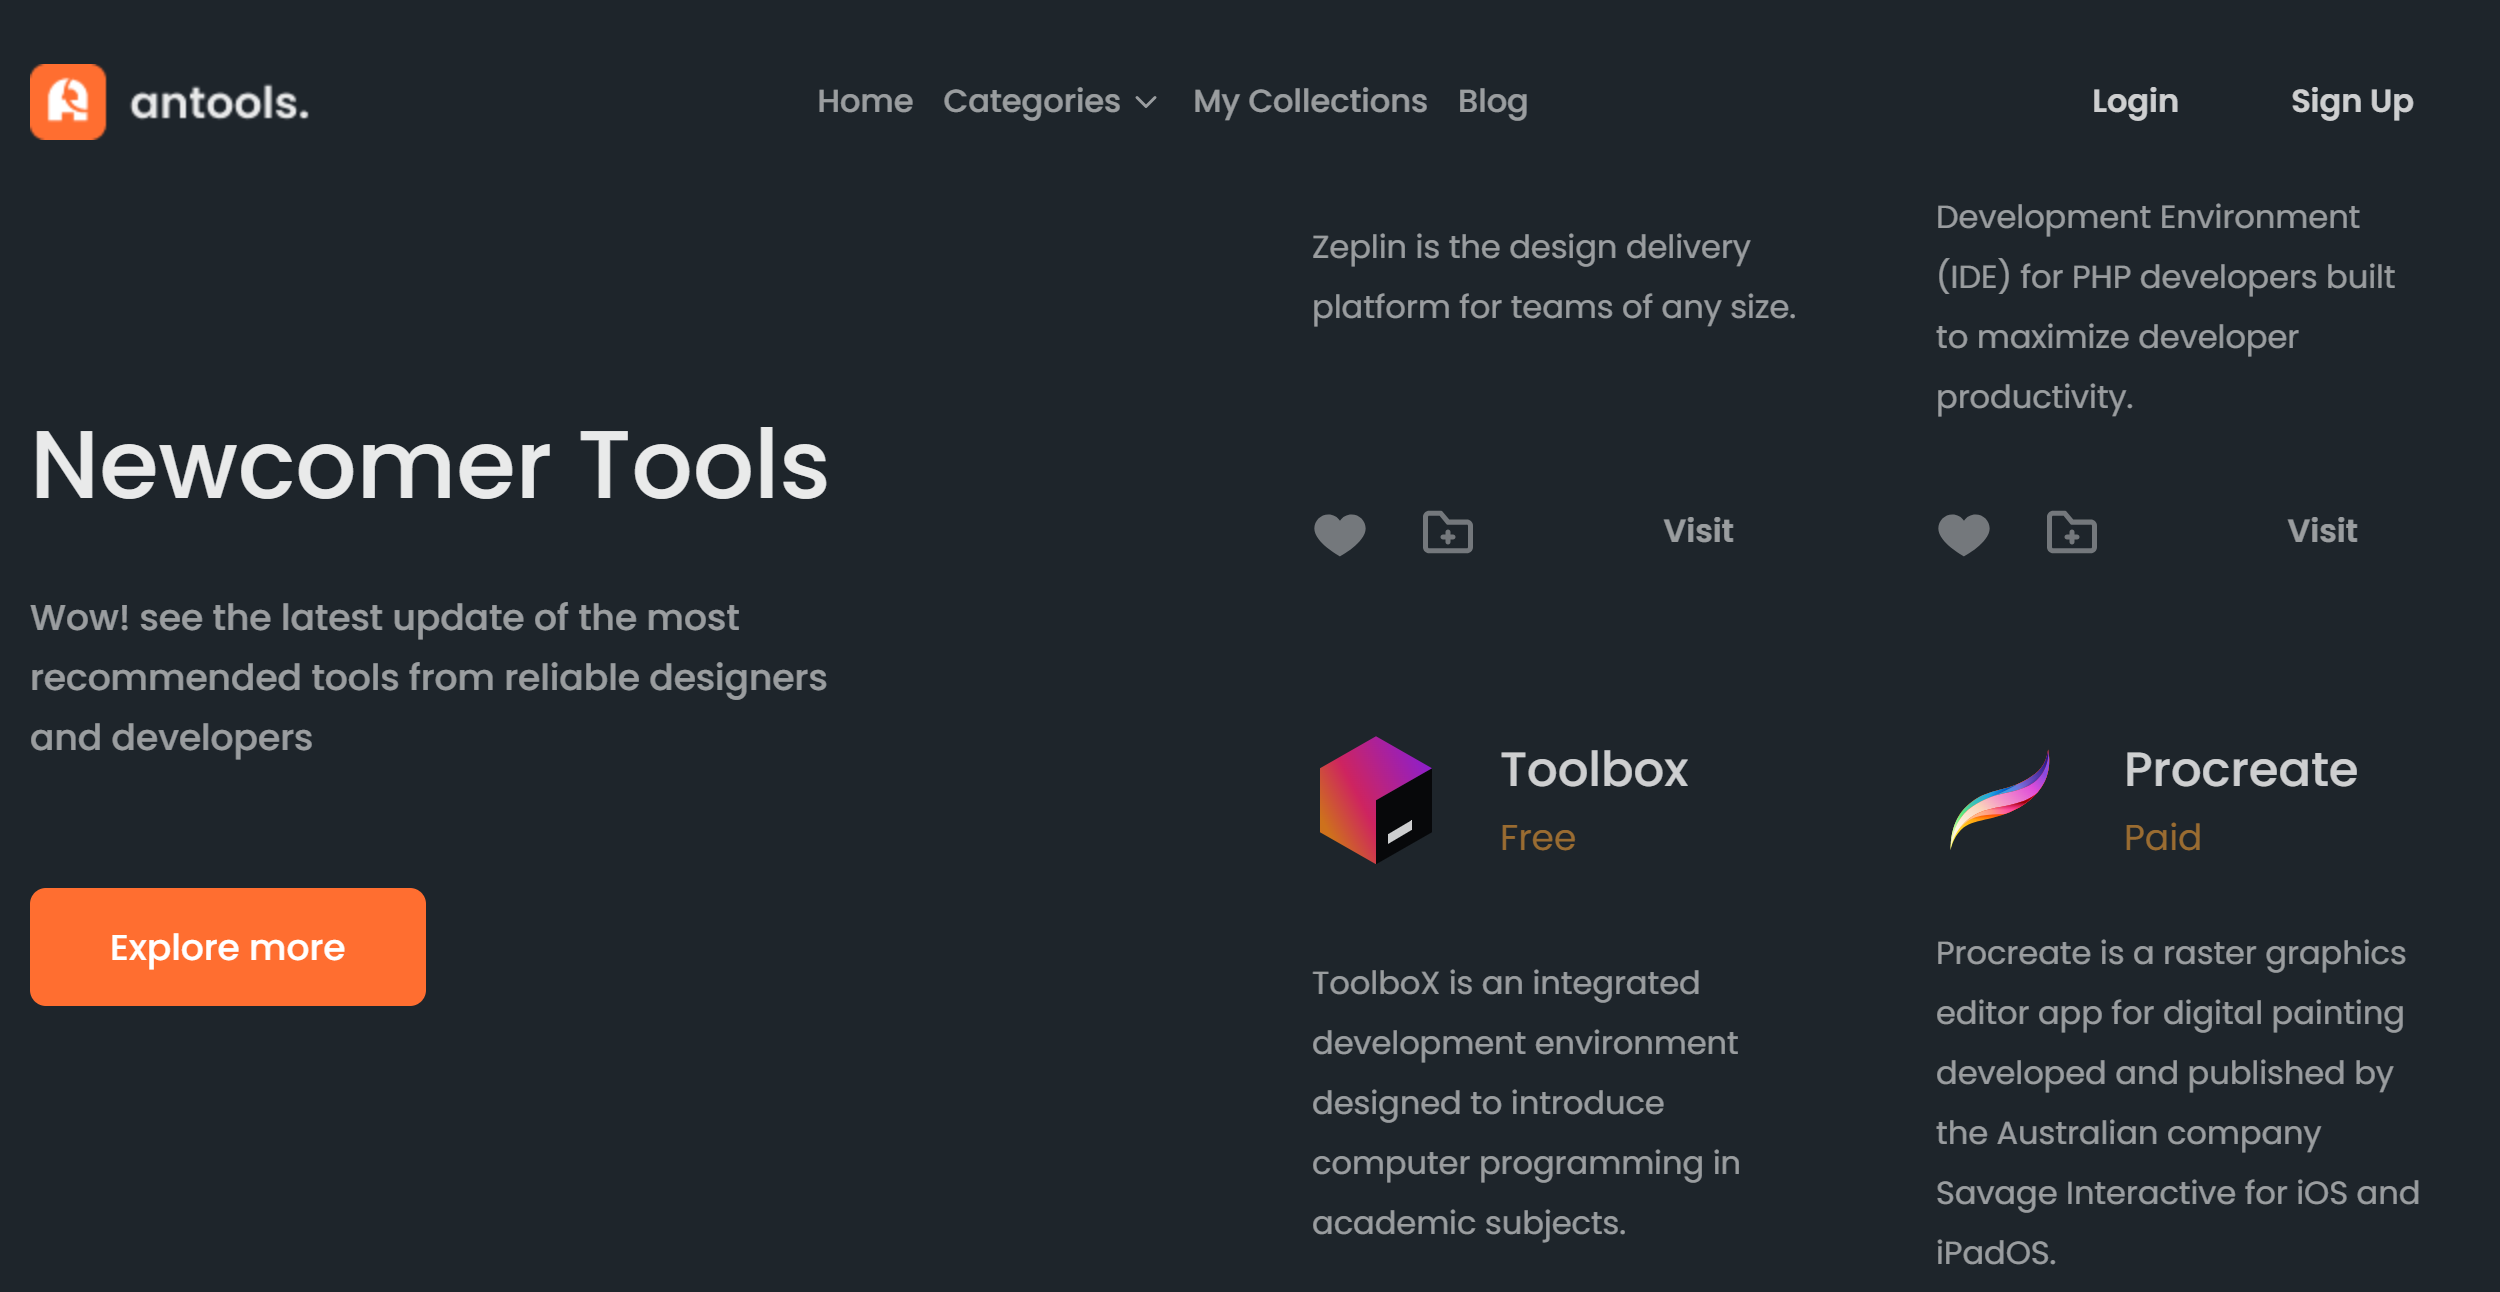 antools.
Home Categories My Collections Blog
Login
Sign Up
Newcomer Tools
Wow! see the latest update of the most
recommended tools from reliable designers
and developers
Explore more
Zeplin is the design delivery
platform for teams of any size.
Visit
Development Environment
(IDE) for PHP developers built
to maximize developer
productivity.
Visit
Toolbox
Free
ToolboX is an integrated
development environment
designed to introduce
computer programming in
academic subjects.
Procreate
Paid
Procreate is a raster graphics
editor app for digital painting
developed and published by
the Australian company
Savage Interactive for iOS and
iPadOS.